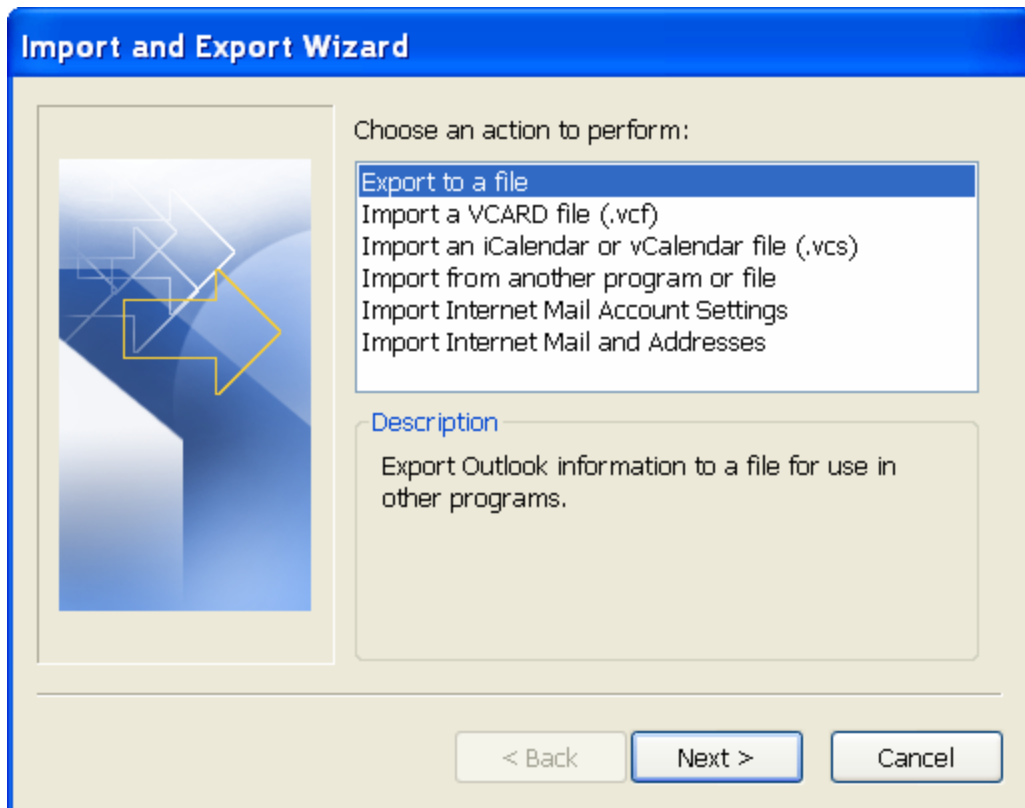 Import and Export Wizard
Choose an action to perform:
Export to a file
Import a VCARD file (.vcf)
Import an iCalendar or vCalendar file (.vcs)
Import from another program or file
Import Internet Mail Account Settings
Import Internet Mail and Addresses
Description
Export Outlook information to a file for use in
other programs.
< Back
Next >
Cancel